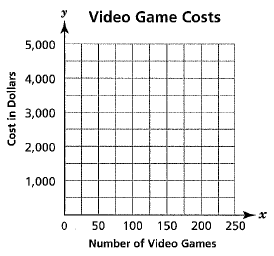 y
Video Game Costs
5,000
4,000
3,000
2,000
1,000
Cost in Dollars
0 50 100 150 200 250
x
Number of Video Games